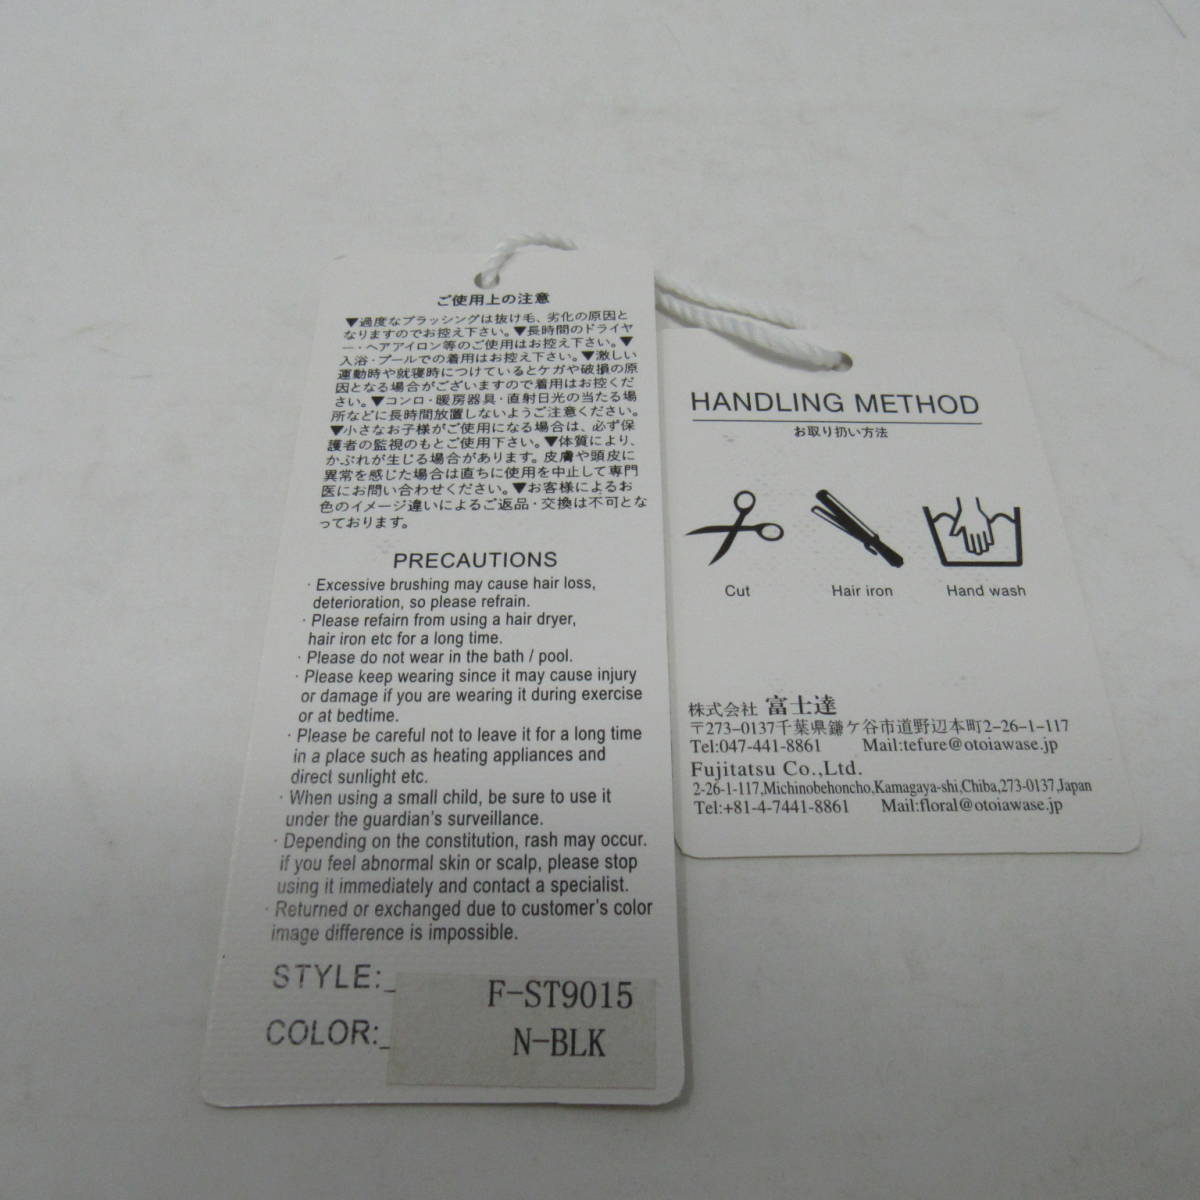 ご使用上の注意
▼過度なブラッシングは抜け毛、劣化の原因と
なりますのでお控え下さい。▼長時間のドライヤ
ー・ヘアアイロン等のご使用はお控え下さい。▼
入浴・プールでの着用はお控え下さい。▼激しい
運動時や就寝時につけているとケガや破損の原
因となる場合がございますので着用はお控くだ
さい。▼コンロ・暖房器具・直射日光の当たる場
所などに長時間放置しないようご注意ください。
▼小さなお子様がご使用になる場合は、必ず保
護者の監視のもとご使用下さい。▼体質により、
かぶれが生じる場合があります。皮膚や頭皮に
異常を感じた場合は直ちに使用を中止して専門
医にお問い合わせください。▼お客様によるお
色のイメージ違いによるご返品・交換は不可とな
っております。
PRECAUTIONS
· Excessive brushing may cause hair loss,
deterioration, so please refrain.
· Please refairn from using a hair dryer,
hair iron etc for a long time.
· Please do not wear in the bath / pool.
· Please keep wearing since it may cause injury
or damage if you are wearing it during exercise
or at bedtime.
· Please be careful not to leave it for a long time
in a place such as heating appliances and
direct sunlight etc.
· When using a small child, be sure to use it
under the guardian's surveillance.
· Depending on the constitution, rash may occur.
if you feel abnormal skin or scalp, please stop
using it immediately and contact a specialist.
· Returned or exchanged due to customer's color
image difference is impossible.
STYLE:_ F-ST9015
COLOR:_ N-BLK
HANDLING METHOD
お取り扱い方法
Cut Hair iron Hand wash
株式会社 富士達
〒273-0137千葉県鎌ケ谷市道野辺本町2-26-1-117
Tel:047-441-8861 Mail:tefure@otoiawase.jp
Fujitatsu Co.,Ltd.
2-26-1-117,Michinobehoncho,Kamagaya-shi,Chiba,273-0137,Japan
Tel:+81-4-7441-8861 Mail:floral@otoiawase.jp